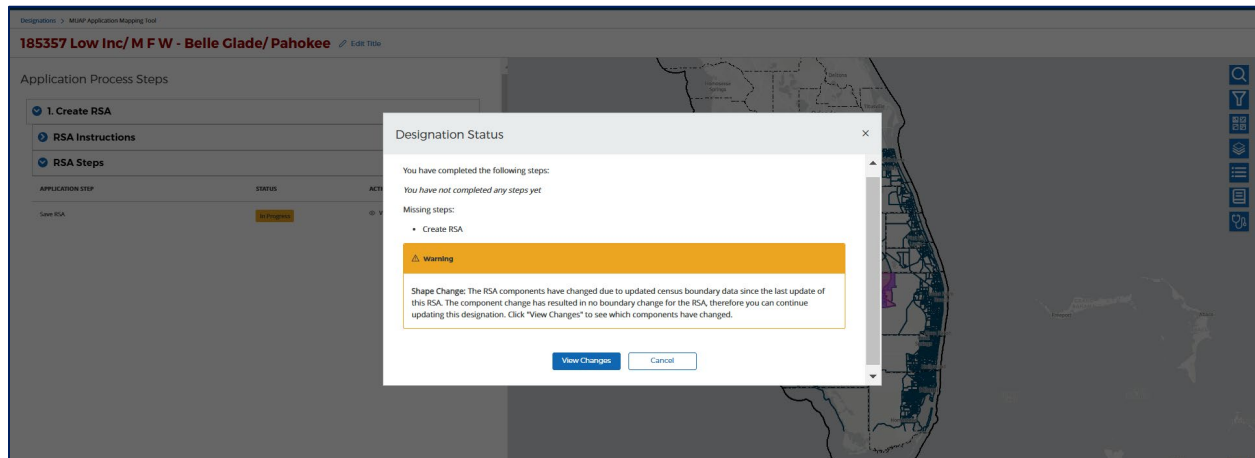 Designations > MUAP Application Mapping Tool
185357 Low Inc/ M F W - Belle Glade/ Pahokee Edit Title
Application Process Steps
1. Create RSA
RSA Instructions
RSA Steps
APPLICATION STEP STATUS
Save RSA In Progress
Designation Status ×
You have completed the following steps:
You have not completed any steps yet
Missing steps:
• Create RSA
Warning
Shape Change: The RSA components have changed due to updated census boundary data since the last update of
this RSA. The component change has resulted in no boundary change for the RSA, therefore you can continue
updating this designation. Click "View Changes" to see which components have changed.
View Changes Cancel